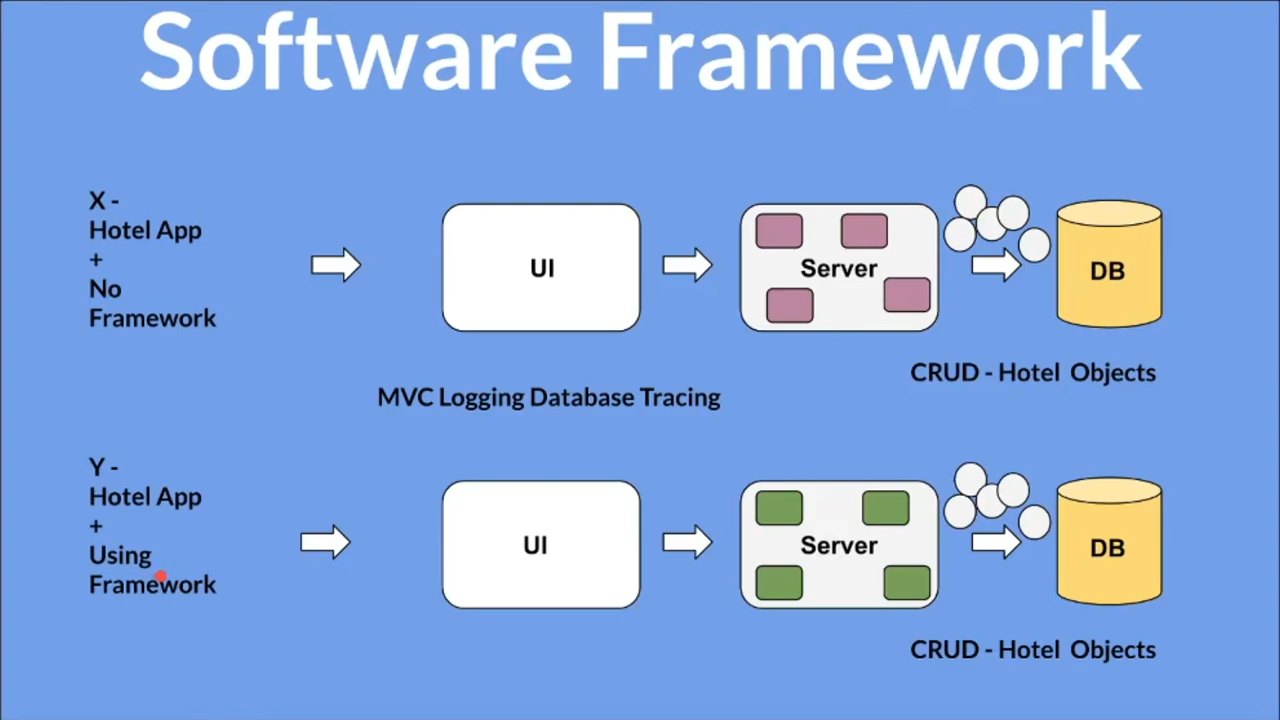 Software Framework
X -
Hotel App
+
No
Framework
UI
Server
DB
CRUD - Hotel Objects
MVC Logging Database Tracing
Y -
Hotel App
+
Using
Framework
UI
Server
DB
CRUD - Hotel Objects